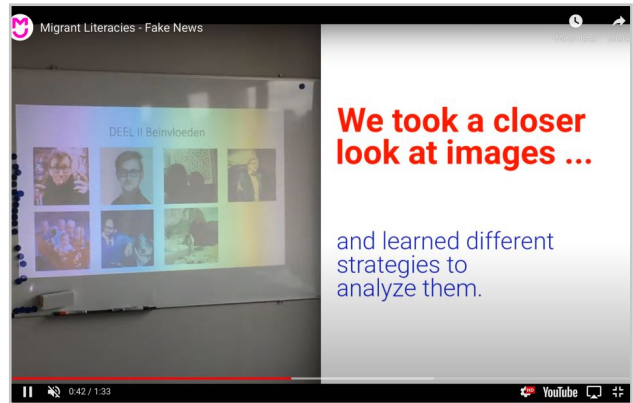 Migrant Literacies - Fake News
DEEL II Beïnvloeden
We took a closer
look at images ...
and learned different
strategies to
analyze them.
0:42 / 1:33
HD
YouTube